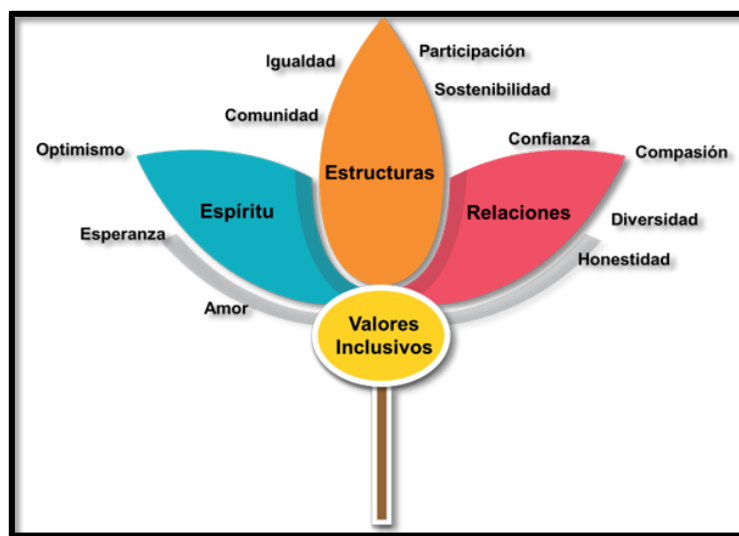 Igualdad
Participación
Sostenibilidad
Comunidad
Confianza
Optimismo
Compasión
Estructuras
Espíritu
Relaciones
Diversidad
Esperanza
Honestidad
Amor
Valores
Inclusivos